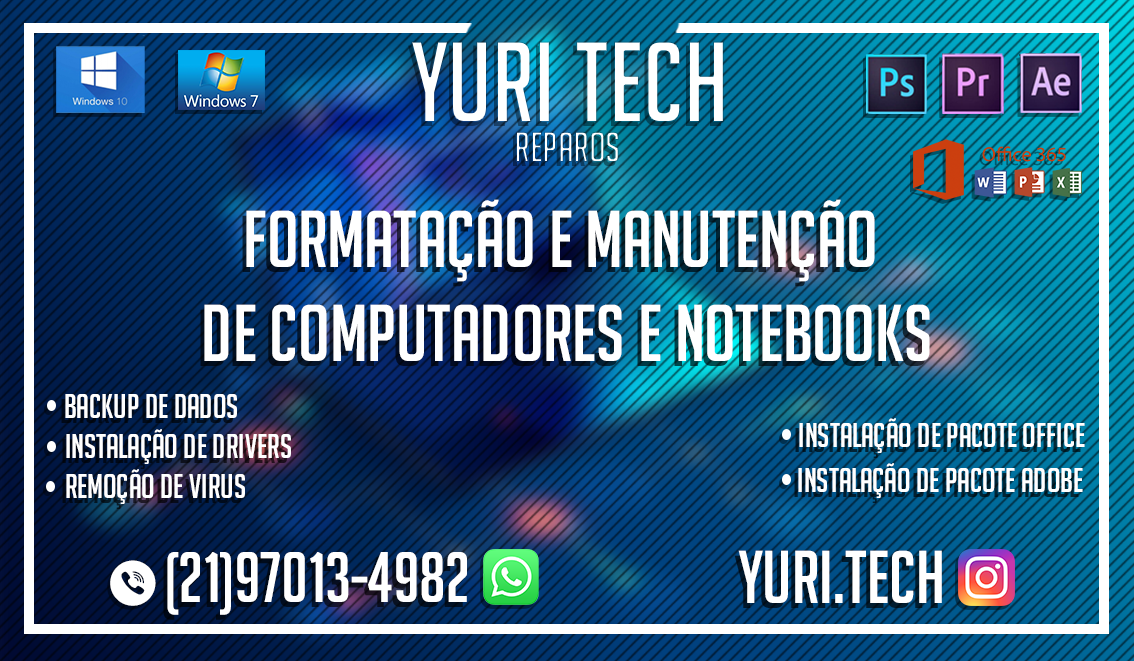 YURI TECH
REPAROS
Windows 10
Windows 7
Ps Pr Ae
Office 365
W P X
FORMATAÇÃO E MANUTENÇÃO
DE COMPUTADORES E NOTEBOOKS
• BACKUP DE DADOS
• INSTALAÇÃO DE DRIVERS
• REMOÇÃO DE VIRUS
• INSTALAÇÃO DE PACOTE OFFICE
• INSTALAÇÃO DE PACOTE ADOBE
(21)97013-4982
YURI.TECH